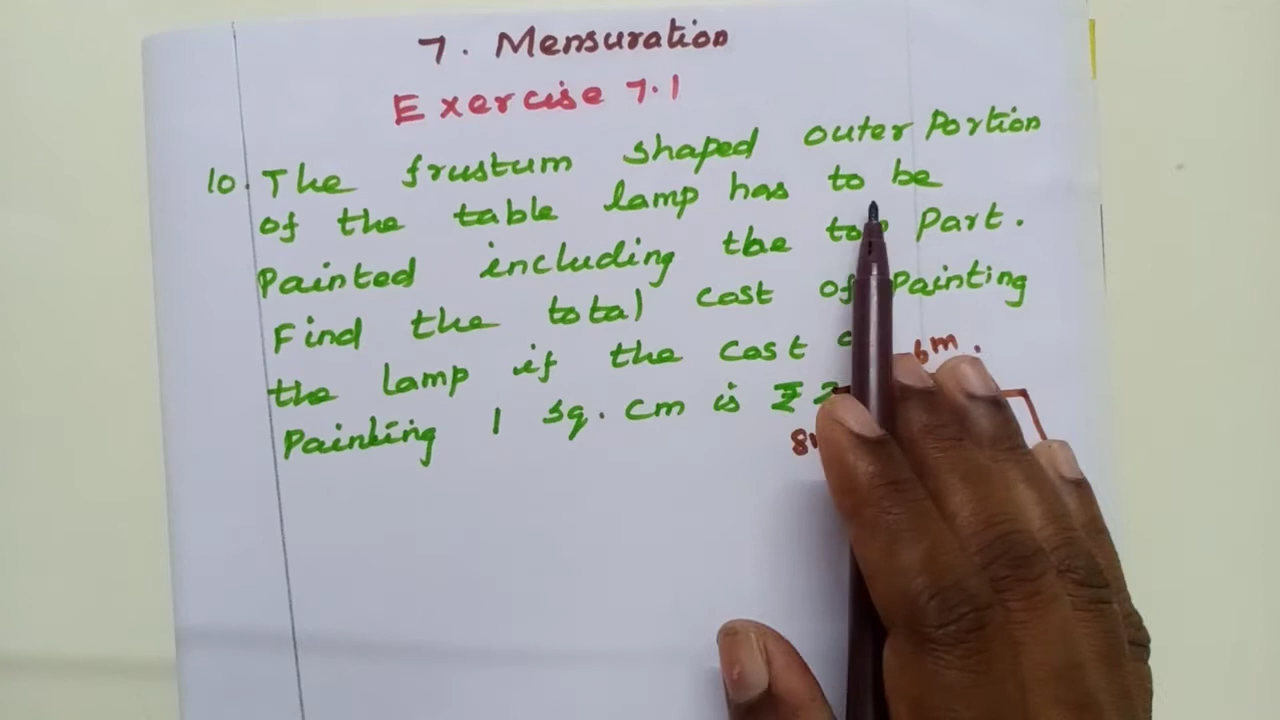 7. Mensuration
Exercise 7.1
10. The frustum shaped outer Portion
of the table lamp has to be
Painted including the top Part.
Find the total cost of Painting
the lamp if the cost
6m.
Painting 1 sq. cm is ₹ 2